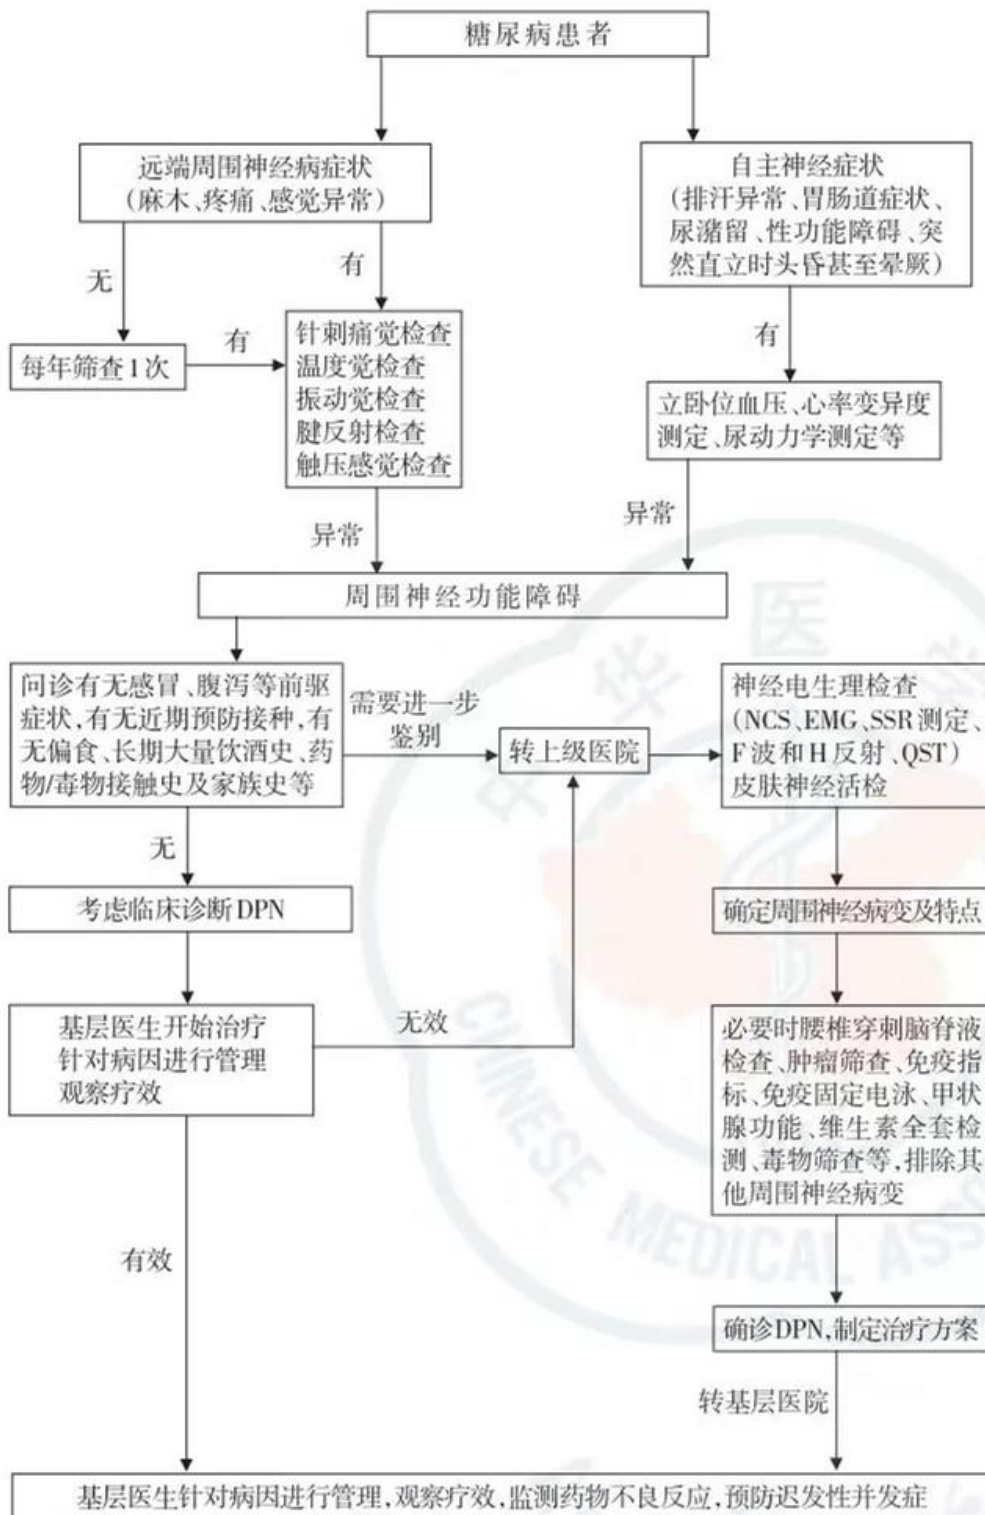 糖尿病患者
远端周围神经病症状
(麻木、疼痛、感觉异常)
自主神经症状
(排汗异常、胃肠道症状、
尿潴留、性功能障碍、突
然直立时头昏甚至晕厥)
无
有
每年筛查1次
有
针刺痛觉检查
温度觉检查
振动觉检查
腱反射检查
触压感觉检查
有
立卧位血压、心率变异度
测定、尿动力学测定等
异常
异常
周围神经功能障碍
问诊有无感冒、腹泻等前驱
症状,有无近期预防接种,有
无偏食、长期大量饮酒史、药
物/毒物接触史及家族史等
需要进一步
鉴别
转上级医院
神经电生理检查
(NCS、EMG、SSR测定、
F波和H反射、QST)
皮肤神经活检
无
考虑临床诊断DPN
确定周围神经病变及特点
基层医生开始治疗
针对病因进行管理
观察疗效
无效
必要时腰椎穿刺脑脊液
检查、肿瘤筛查、免疫指
标、免疫固定电泳、甲状
腺功能、维生素全套检
测、毒物筛查等,排除其
他周围神经病变
有效
确诊DPN,制定治疗方案
转基层医院
基层医生针对病因进行管理,观察疗效,监测药物不良反应,预防迟发性并发症
中华医学
CHINESE MEDICAL ASS